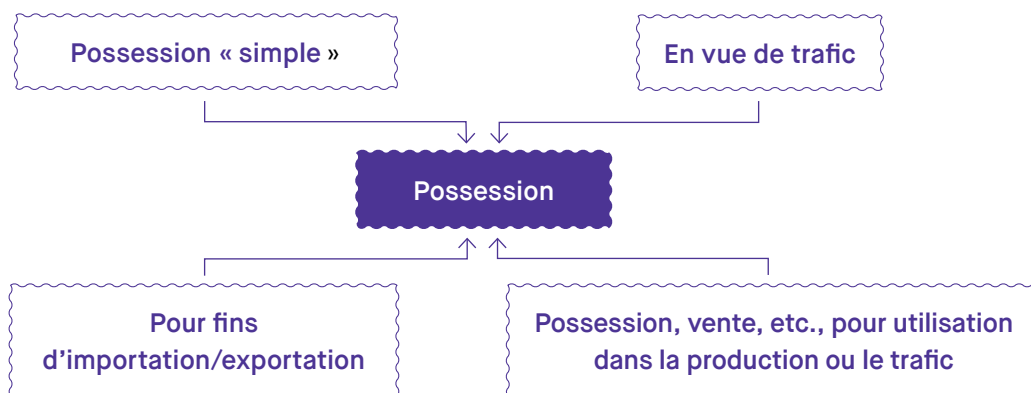 Possession « simple »
En vue de trafic
Possession
Pour fins
d’importation/exportation
Possession, vente, etc., pour utilisation
dans la production ou le trafic